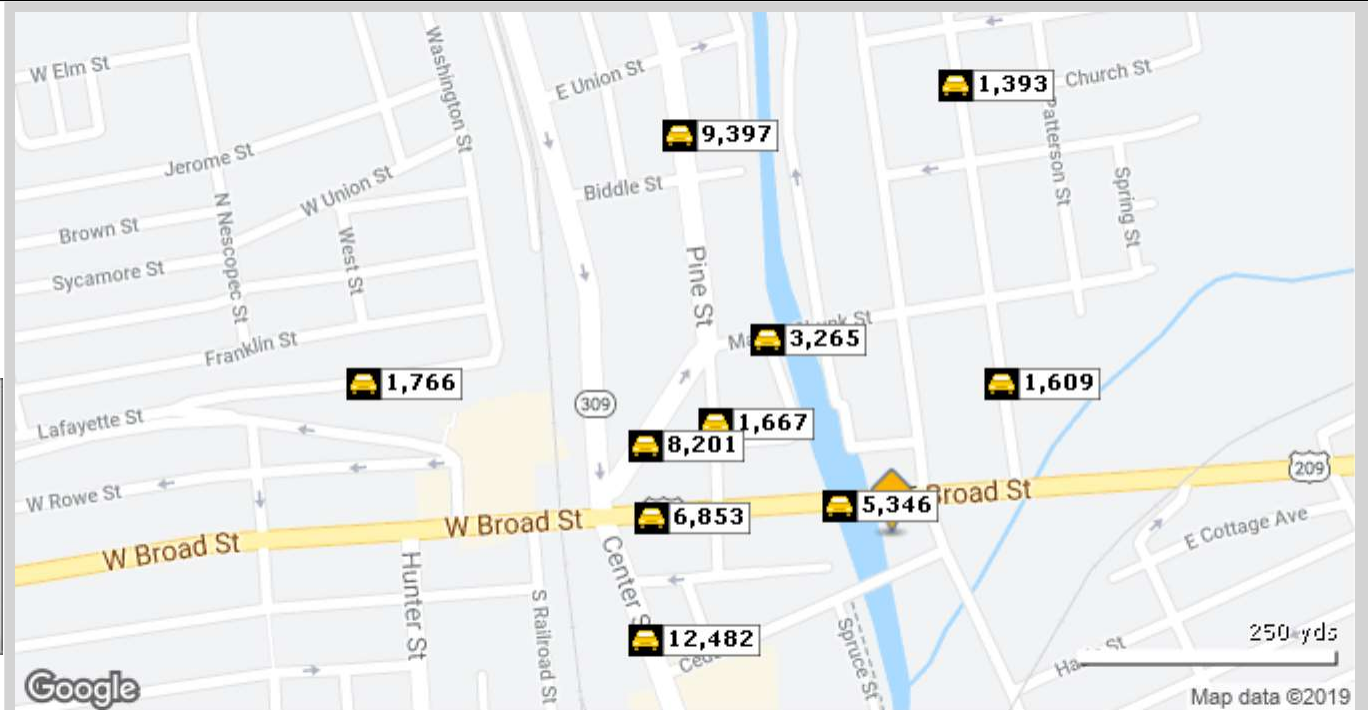 W Elm St
Washington St
E Union St
1,393
Church St
9,397
Patterson St
Jerome St
W Union St
Biddle St
Spring St
Brown St
N Nescopec St
West St
Sycamore St
Pine St
3,265
Franklin St
1,766
1,609
309
Lafayette St
1,667
8,201
209
W Rowe St
5,346
Broad St
6,853
W Broad St
W Broad St
E Cottage Ave
Hunter St
Center S
S Railroad St
12,482
Spruce St
250 yds
Google
Map data ©2019